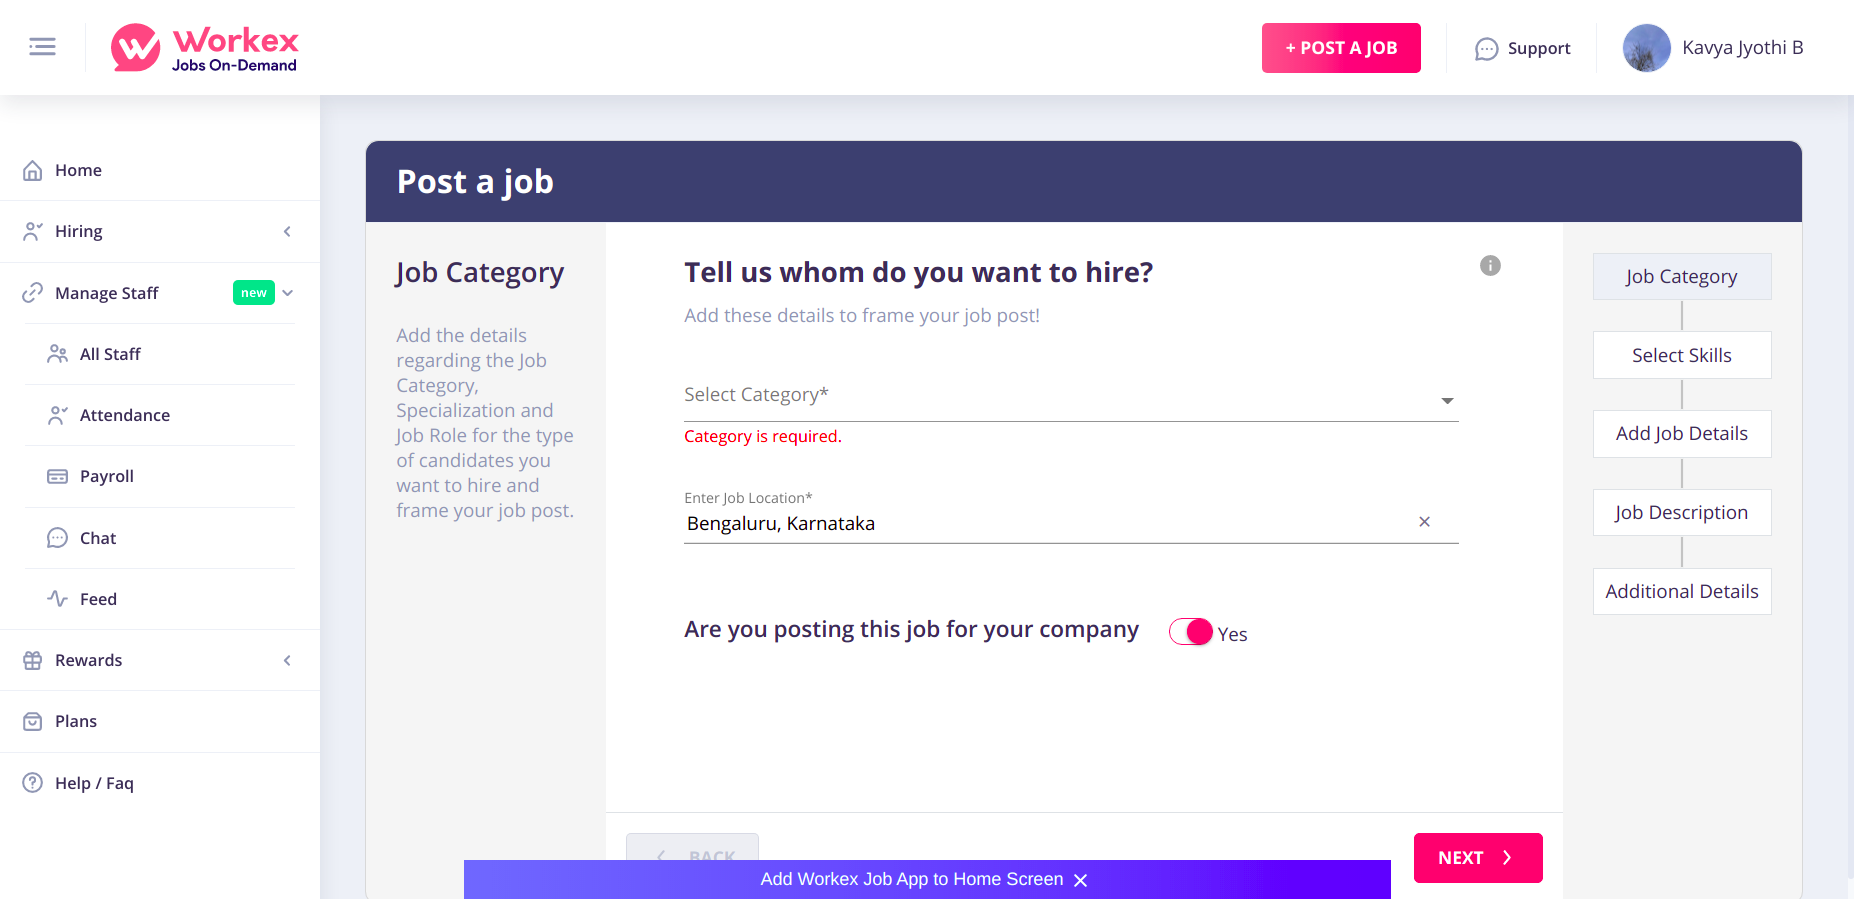 Workex
Jobs On-Demand
+ POST A JOB
Support
Kavya Jyothi B
Home
Hiring
Manage Staff
new
All Staff
Attendance
Payroll
Chat
Feed
Rewards
Plans
Help / Faq
Post a job
Job Category
Add the details
regarding the Job
Category,
Specialization and
Job Role for the type
of candidates you
want to hire and
frame your job post.
Tell us whom do you want to hire?
Add these details to frame your job post!
Select Category*
Category is required.
Enter Job Location*
Bengaluru, Karnataka
Are you posting this job for your company
Yes
BACK
NEXT
Job Category
Select Skills
Add Job Details
Job Description
Additional Details
Add Workex Job App to Home Screen